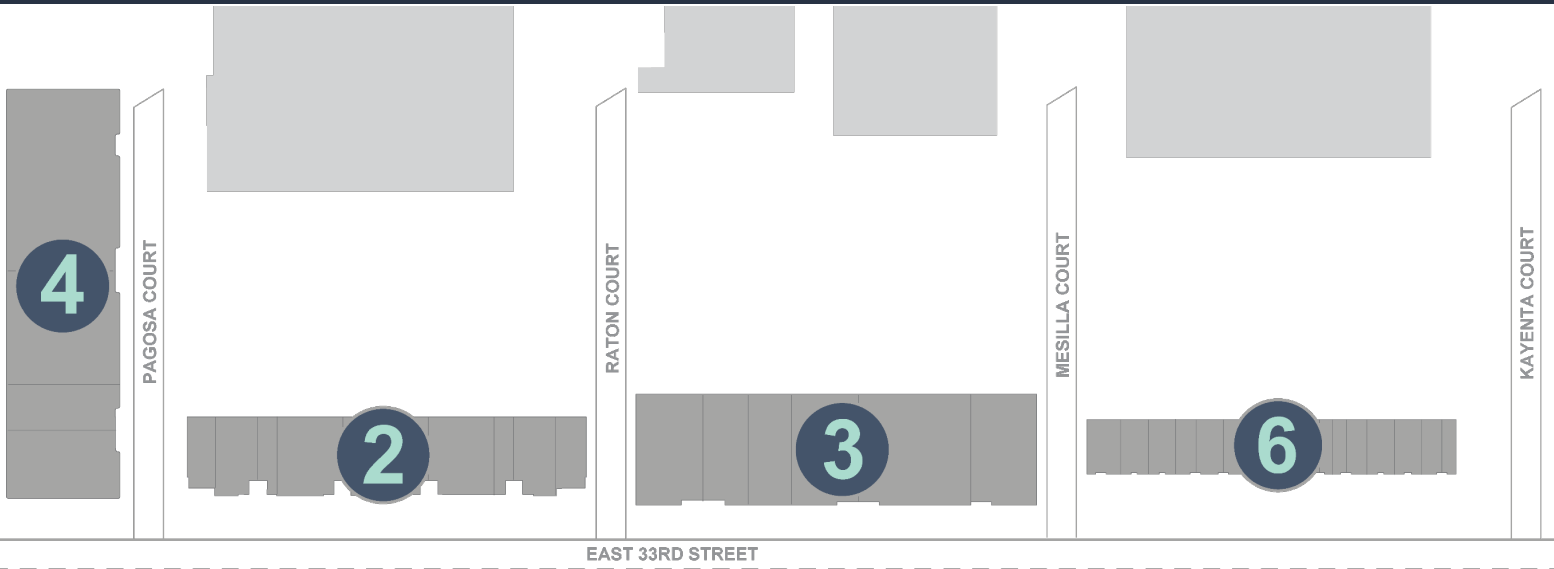 4
PAGOSA COURT
2
RATON COURT
3
MESILLA COURT
6
KAYENTA COURT
EAST 33RD STREET